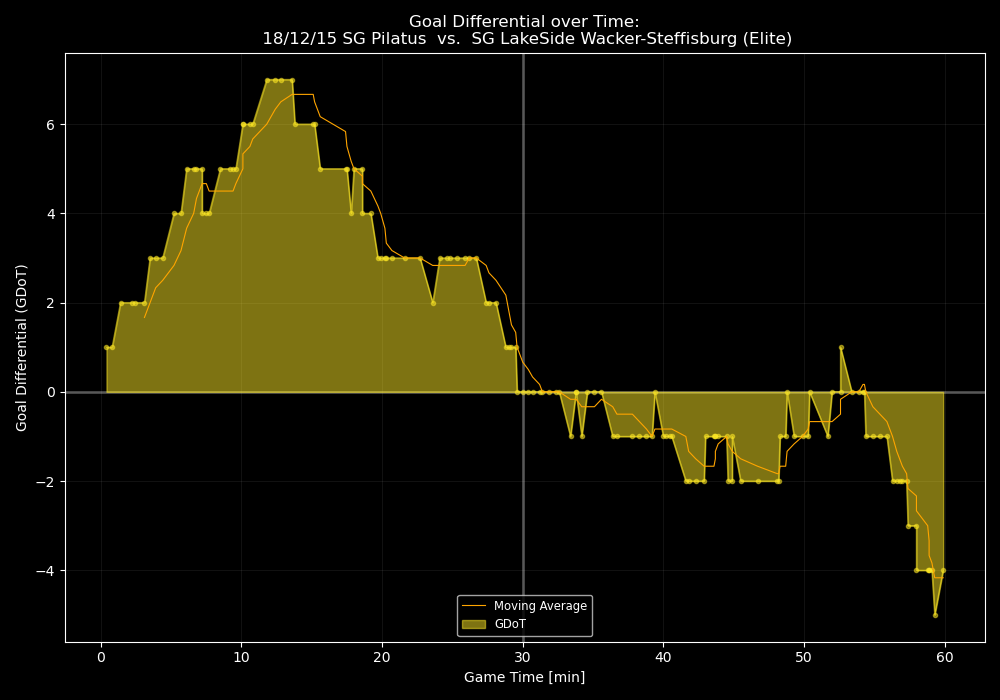 Goal Differential over Time:
18/12/15 SG Pilatus  vs.  SG LakeSide Wacker-Steffisburg (Elite)
Goal Differential (GDoT)
6
4
2
0
−2
−4
Moving Average
GDoT
0 10 20 30 40 50 60
Game Time [min]